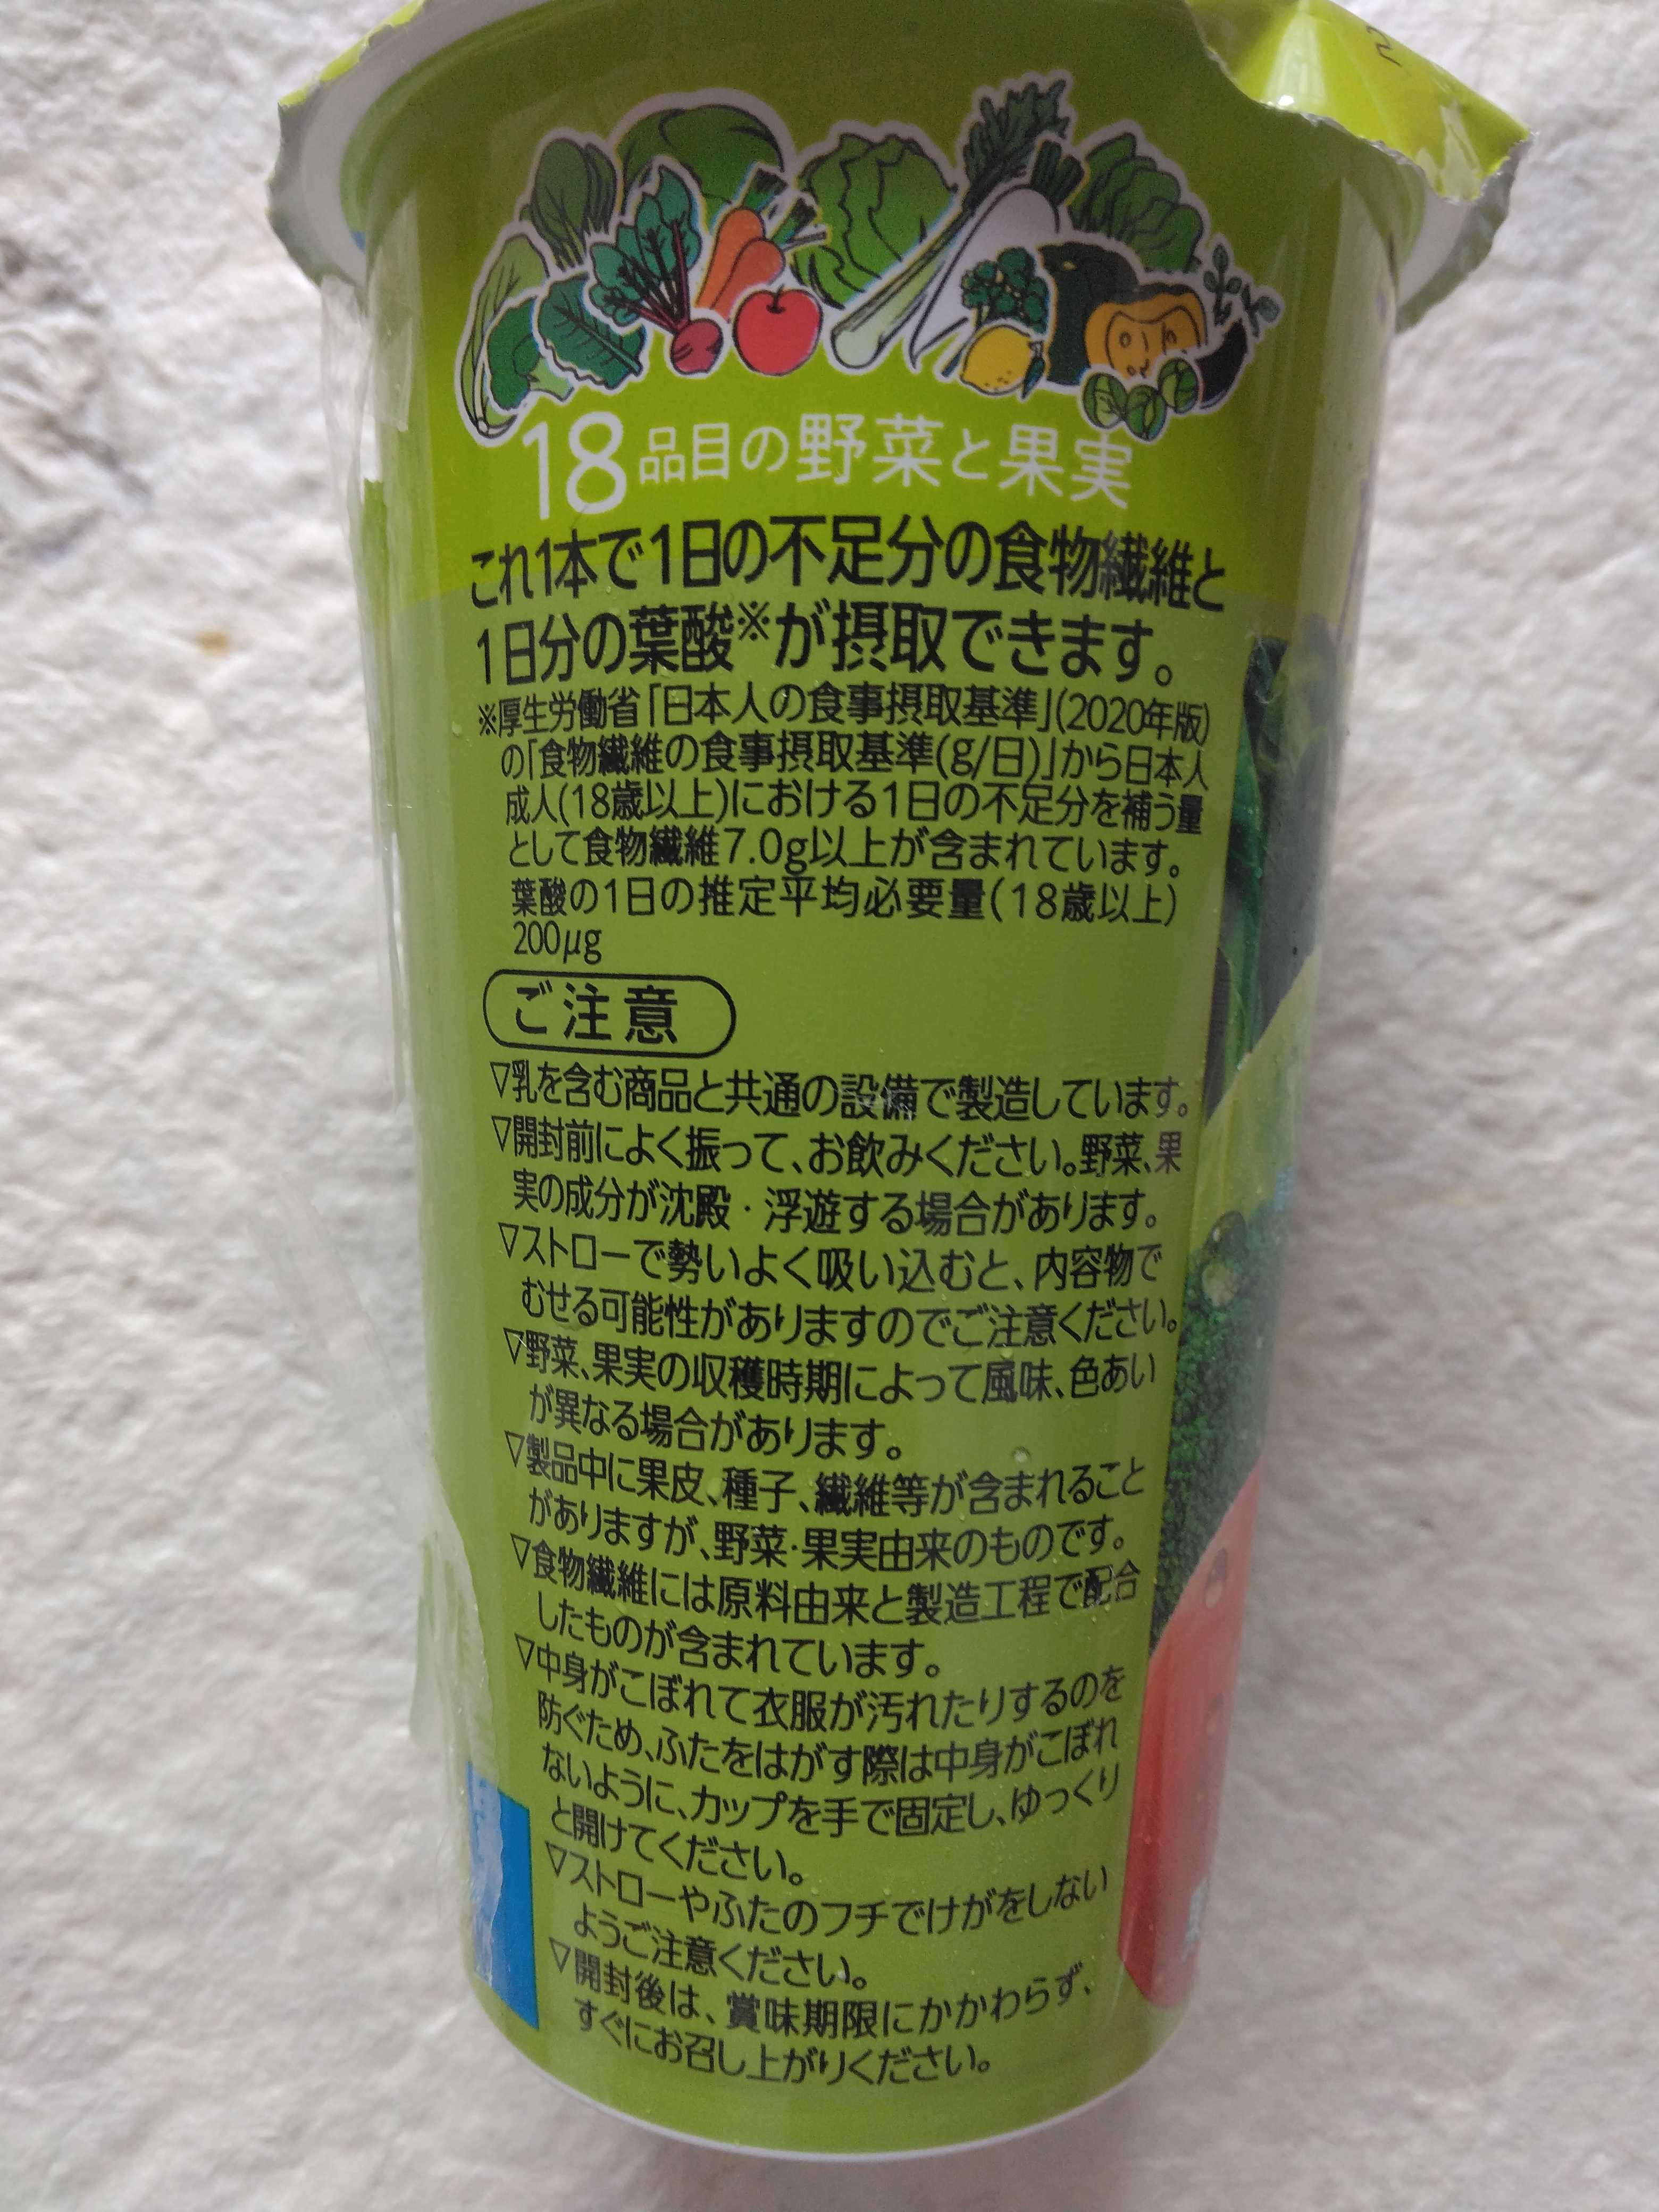 18品目の野菜と果実
これ1本で1日の不足分の食物繊維と
1日分の葉酸※が摂取できます。
※厚生労働省「日本人の食事摂取基準」(2020年版)
の「食物繊維の食事摂取基準(g/日)」から日本人
成人(18歳以上)における1日の不足分を補う量
として食物繊維7.0g以上が含まれています。
葉酸の1日の推定平均必要量(18歳以上)
200μg
ご注意
▽乳を含む商品と共通の設備で製造しています。
▽開封前によく振って、お飲みください。野菜、果
実の成分が沈殿・浮遊する場合があります。
▽ストローで勢いよく吸い込むと、内容物で
むせる可能性がありますのでご注意ください。
▽野菜、果実の収穫時期によって風味、色あい
が異なる場合があります。
▽製品中に果皮、種子、繊維等が含まれること
がありますが、野菜・果実由来のものです。
▽食物繊維には原料由来と製造工程で配合
したものが含まれています。
▽中身がこぼれて衣服が汚れたりするのを
防ぐため、ふたをはがす際は中身がこぼれ
ないように、カップを手で固定し、ゆっくり
と開けてください。
▽ストローやふたのフチでけがをしない
ようご注意ください。
▽開封後は、賞味期限にかかわらず、
すぐにお召し上がりください。